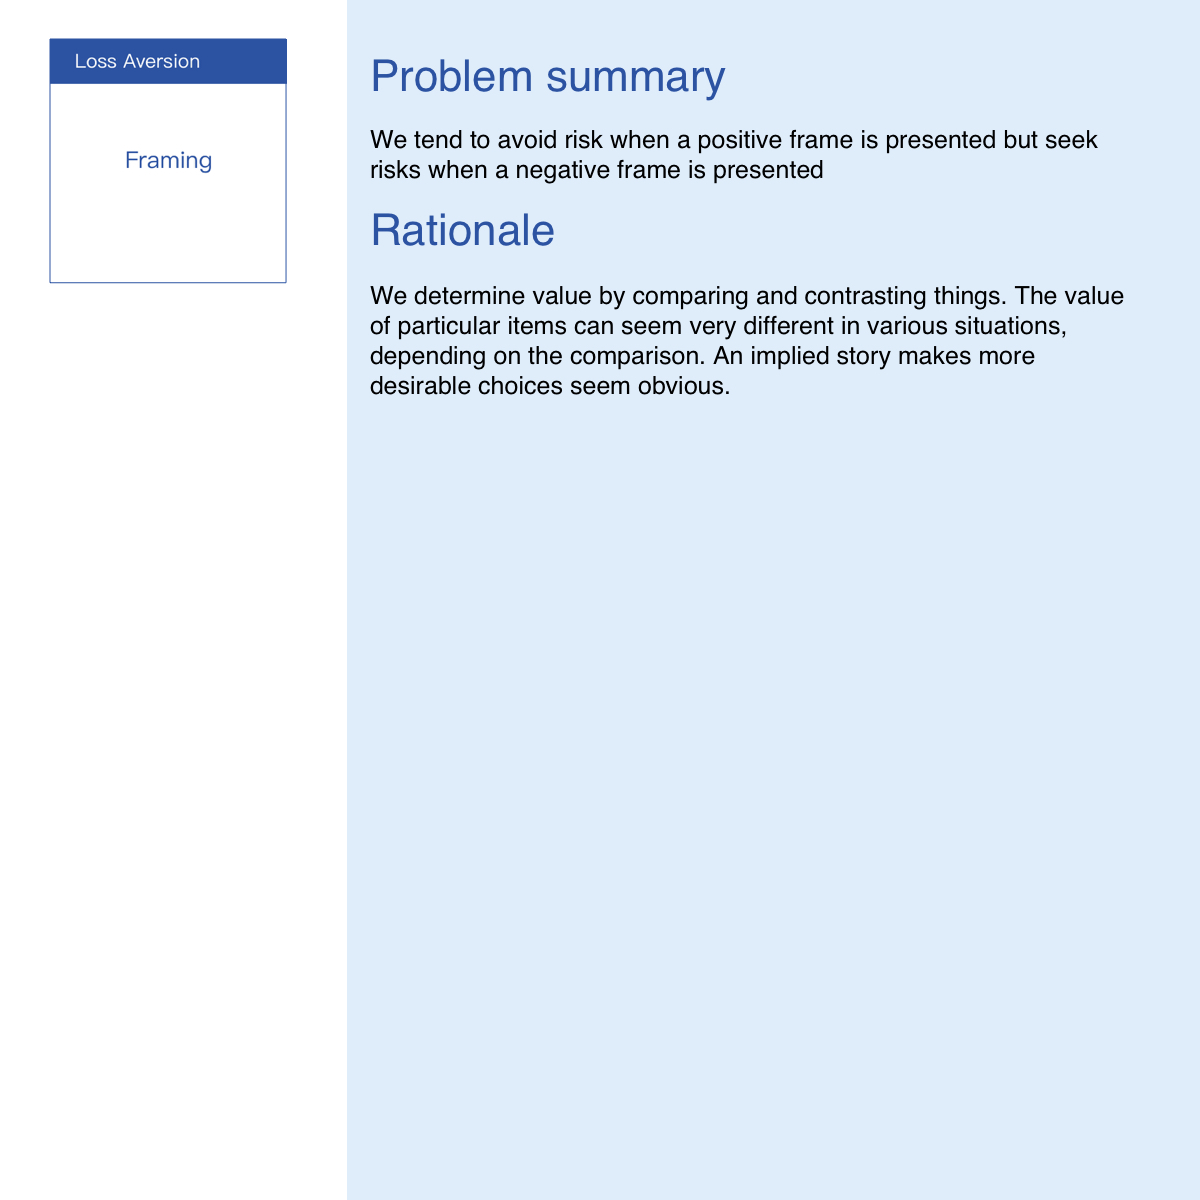 Loss Aversion
Framing
Problem summary
We tend to avoid risk when a positive frame is presented but seek
risks when a negative frame is presented
Rationale
We determine value by comparing and contrasting things. The value
of particular items can seem very different in various situations,
depending on the comparison. An implied story makes more
desirable choices seem obvious.